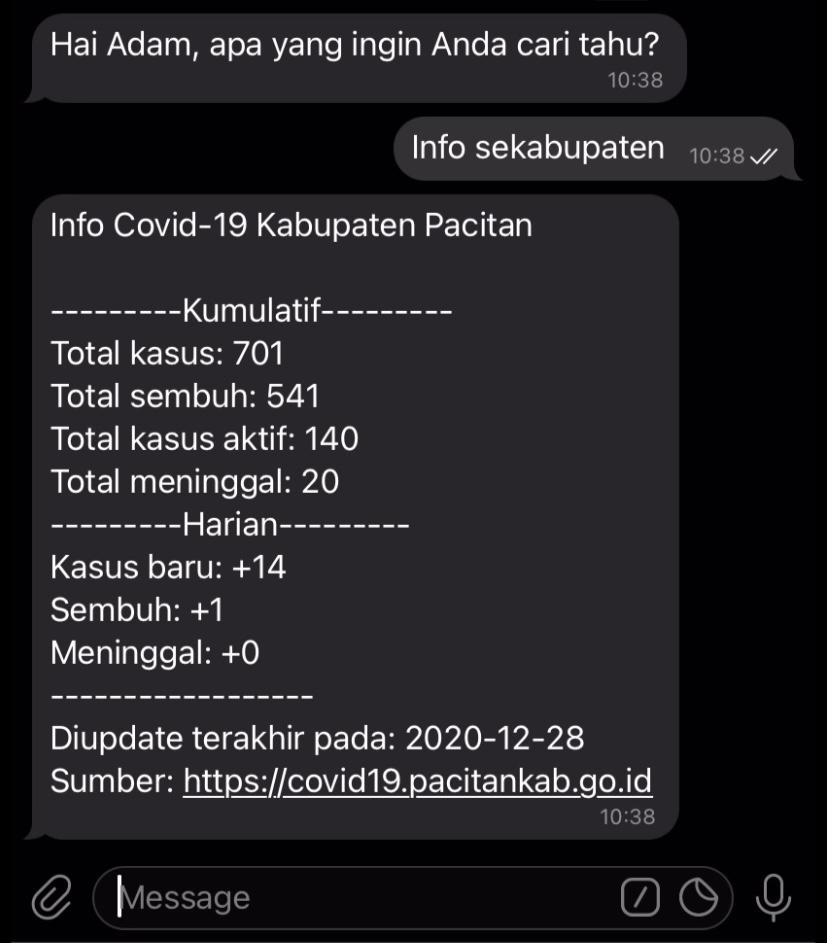 Hai Adam, apa yang ingin Anda cari tahu?
10:38
Info sekabupaten 10:38
Info Covid-19 Kabupaten Pacitan
---------Kumulatif---------
Total kasus: 701
Total sembuh: 541
Total kasus aktif: 140
Total meninggal: 20
---------Harian---------
Kasus baru: +14
Sembuh: +1
Meninggal: +0
------------------
Diupdate terakhir pada: 2020-12-28
Sumber: https://covid19.pacitankab.go.id
10:38
Message